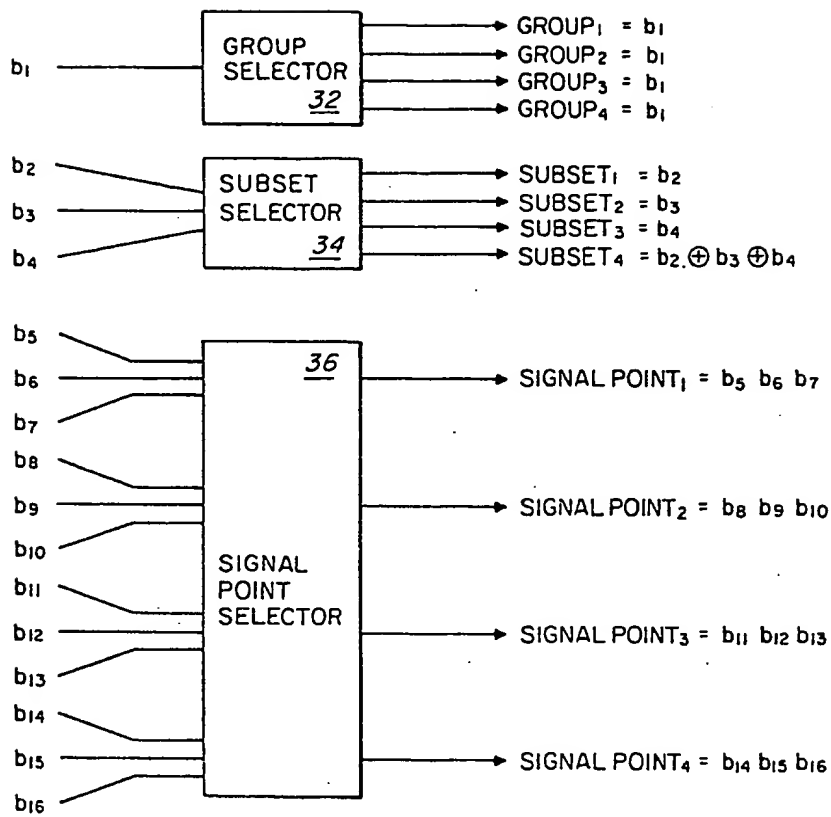 b₁
GROUP
SELECTOR
32
GROUP₁ = b₁
GROUP₂ = b₁
GROUP₃ = b₁
GROUP₄ = b₁
b₂
b₃
b₄
SUBSET
SELECTOR
34
SUBSET₁ = b₂
SUBSET₂ = b₃
SUBSET₃ = b₄
SUBSET₄ = b₂.⊕ b₃ ⊕ b₄
b₅
b₆
b₇
b₈
b₉
b₁₀
b₁₁
b₁₂
b₁₃
b₁₄
b₁₅
b₁₆
36
SIGNAL
POINT
SELECTOR
SIGNAL POINT₁ = b₅ b₆ b₇
SIGNAL POINT₂ = b₈ b₉ b₁₀
SIGNAL POINT₃ = b₁₁ b₁₂ b₁₃
SIGNAL POINT₄ = b₁₄ b₁₅ b₁₆